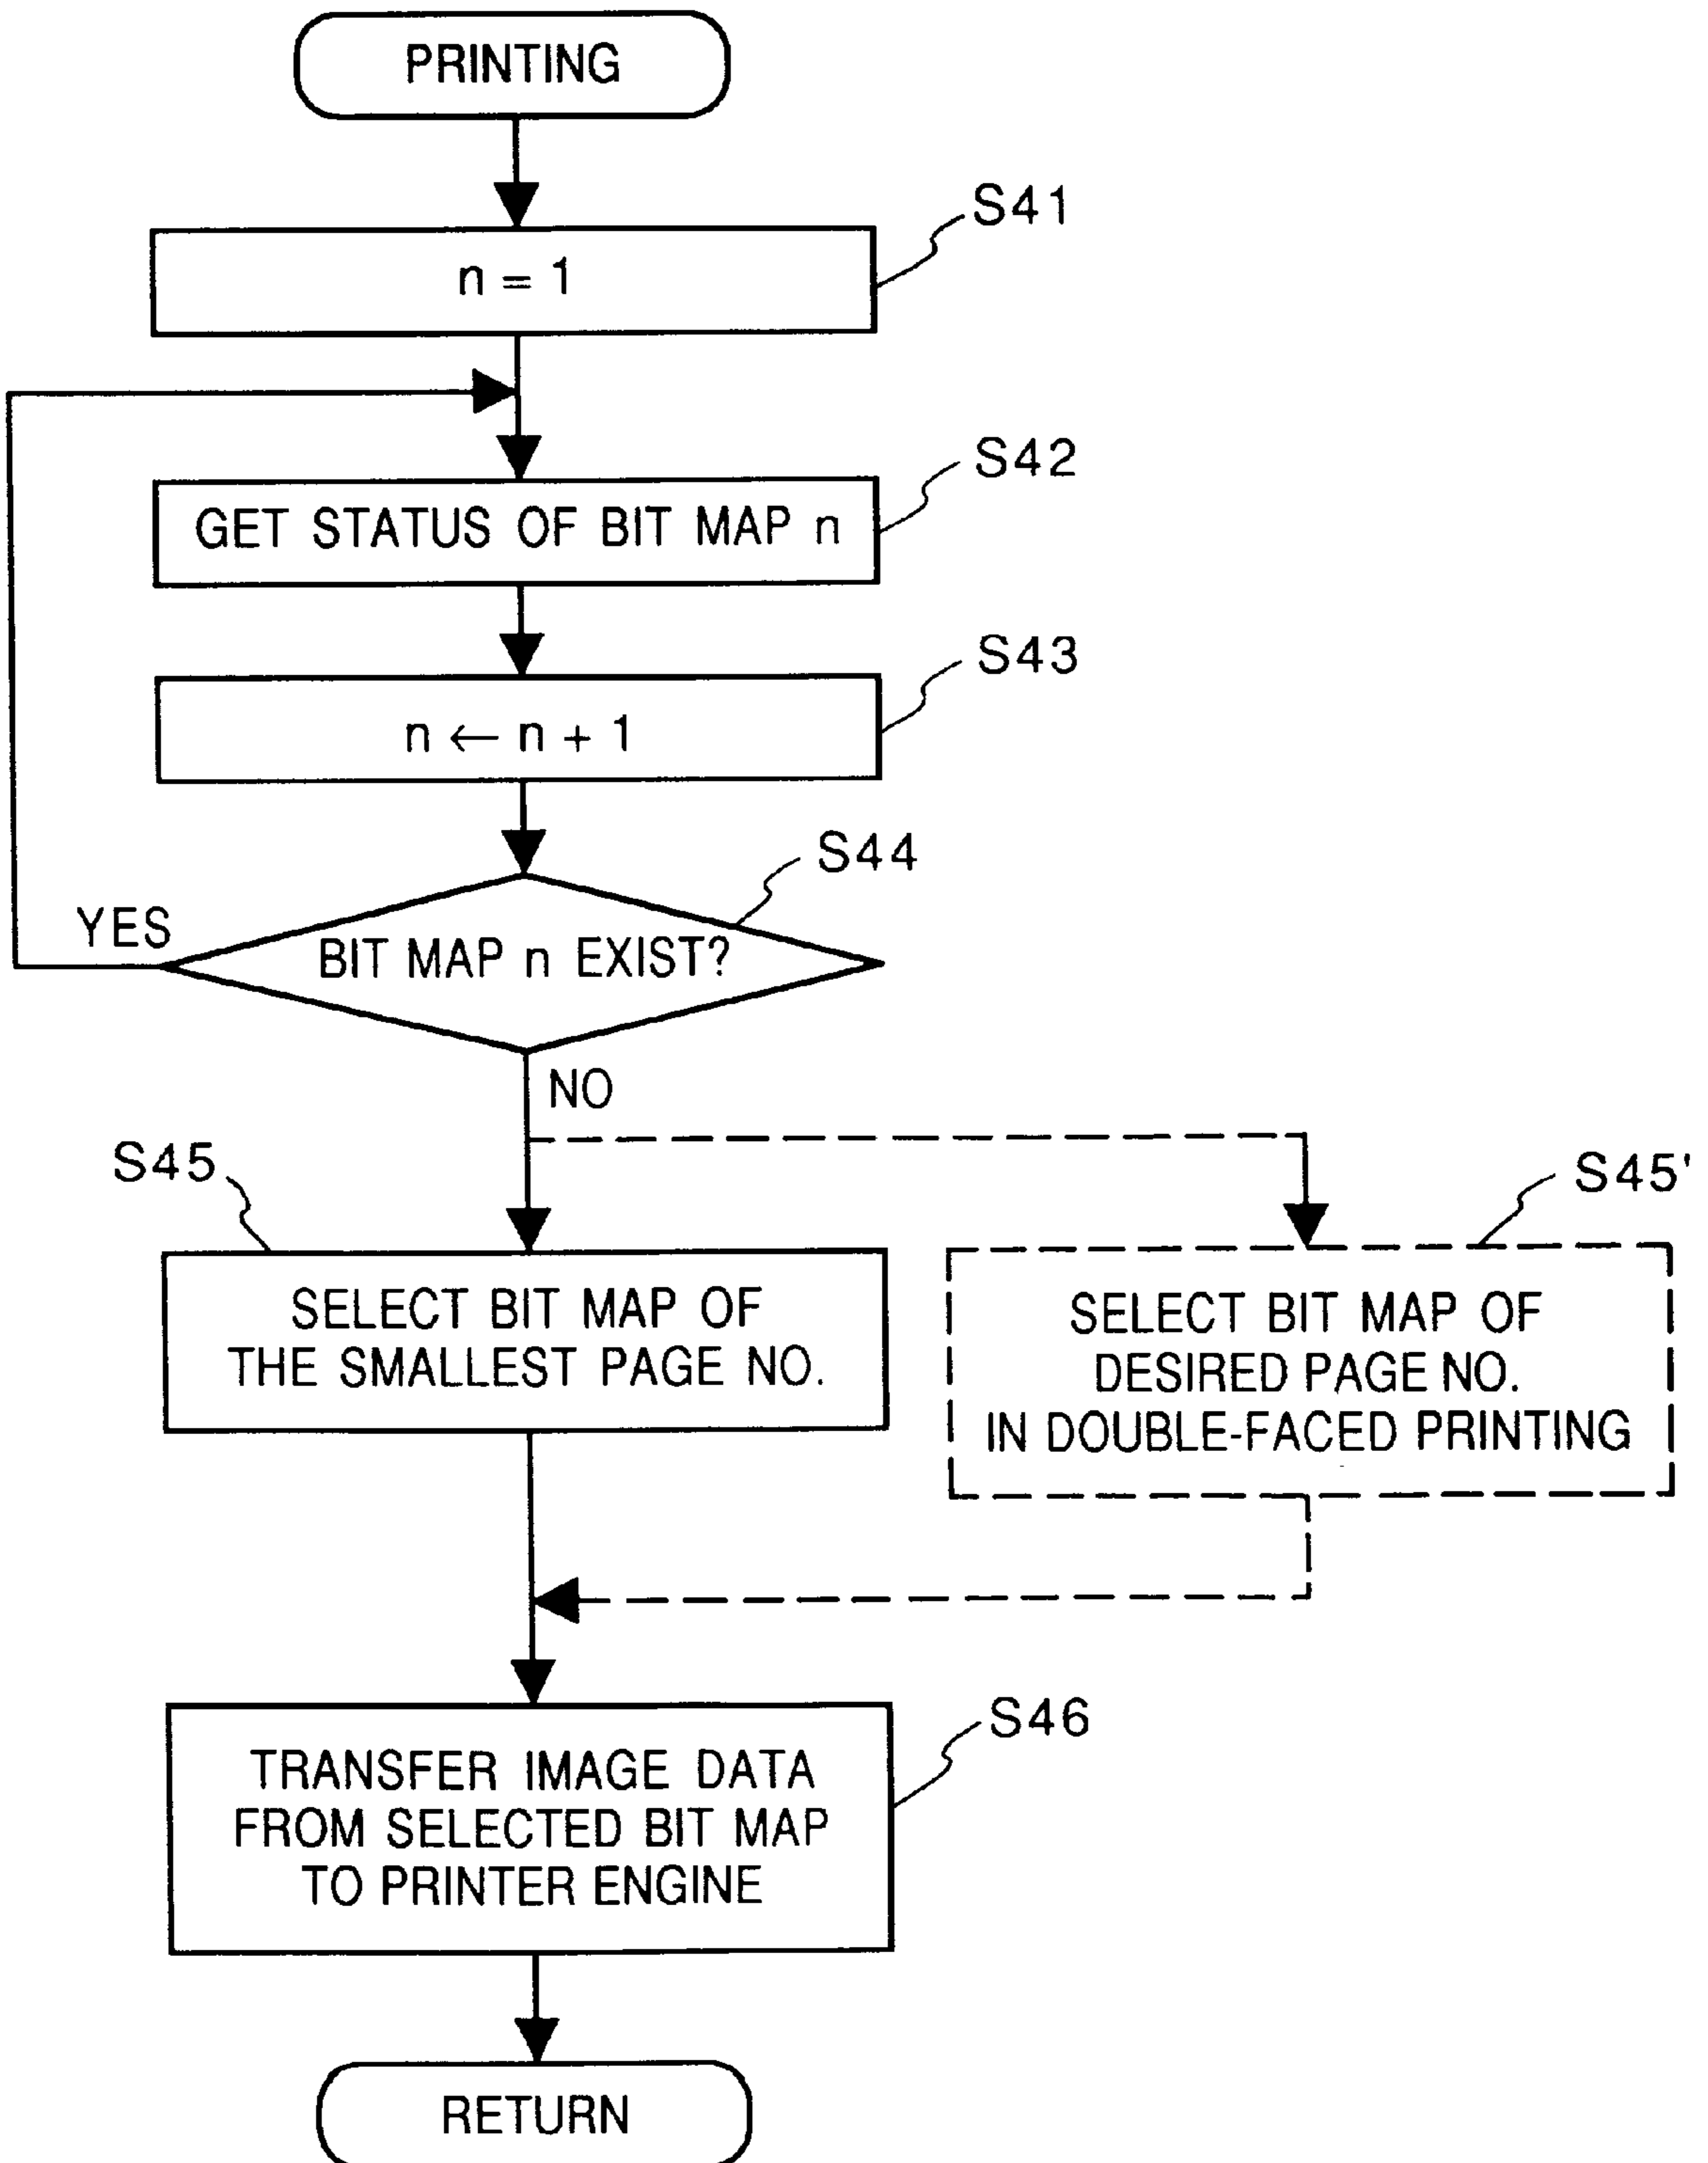 PRINTING
S41
n = 1
S42
GET STATUS OF BIT MAP n
S43
n ← n + 1
S44
YES
BIT MAP n EXIST?
NO
S45
S45'
SELECT BIT MAP OF
THE SMALLEST PAGE NO.
SELECT BIT MAP OF
DESIRED PAGE NO.
IN DOUBLE-FACED PRINTING
S46
TRANSFER IMAGE DATA
FROM SELECTED BIT MAP
TO PRINTER ENGINE
RETURN